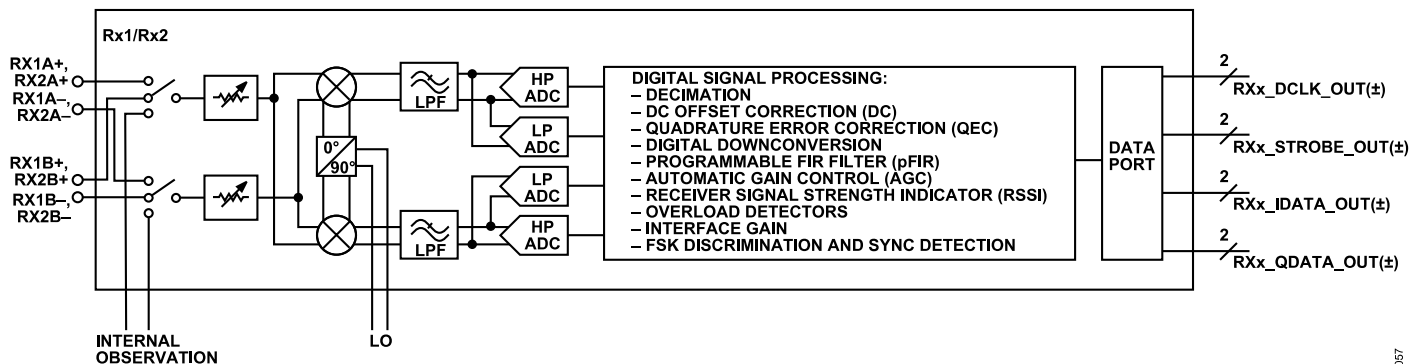 Rx1/Rx2
RX1A+,
RX2A+
RX1A–,
RX2A–
RX1B+,
RX2B+
RX1B–,
RX2B–
INTERNAL
OBSERVATION
0°
90°
LO
LPF
LPF
HP
ADC
LP
ADC
LP
ADC
HP
ADC
DIGITAL SIGNAL PROCESSING:
– DECIMATION
– DC OFFSET CORRECTION (DC)
– QUADRATURE ERROR CORRECTION (QEC)
– DIGITAL DOWNCONVERSION
– PROGRAMMABLE FIR FILTER (pFIR)
– AUTOMATIC GAIN CONTROL (AGC)
– RECEIVER SIGNAL STRENGTH INDICATOR (RSSI)
– OVERLOAD DETECTORS
– INTERFACE GAIN
– FSK DISCRIMINATION AND SYNC DETECTION
DATA
PORT
2
RXx_DCLK_OUT(±)
2
RXx_STROBE_OUT(±)
2
RXx_IDATA_OUT(±)
2
RXx_QDATA_OUT(±)
057